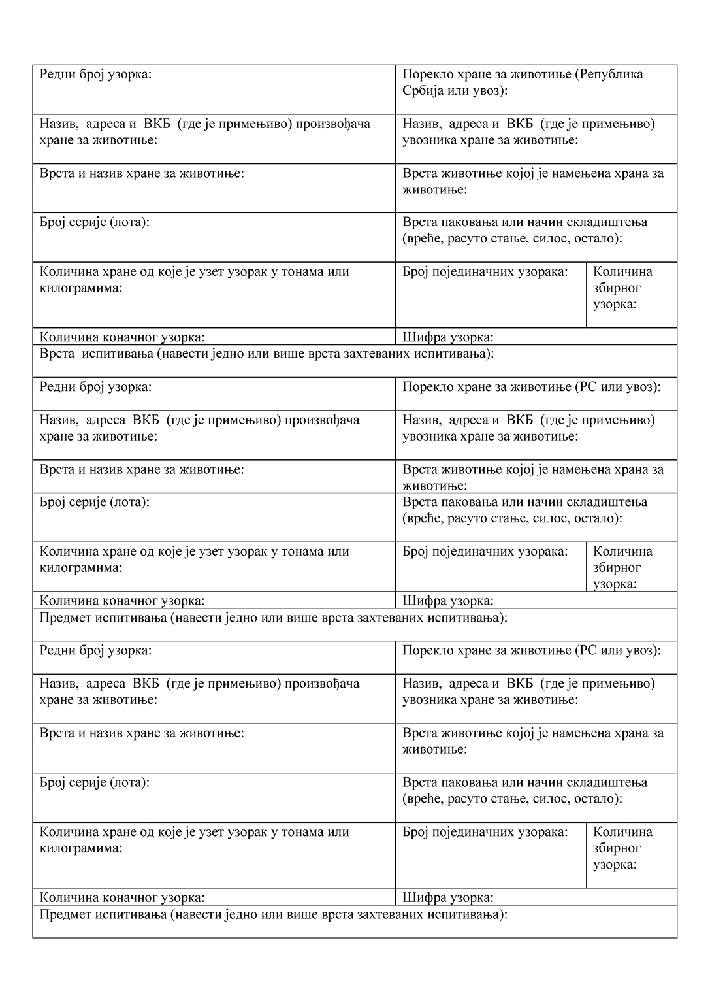 Редни број узорка:
Порекло хране за животиње (Република
Србија или увоз):
Назив, адреса и ВКБ (где је примењиво) произвођача
хране за животиње:
Назив, адреса и ВКБ (где је примењиво)
увозника хране за животиње:
Врста и назив хране за животиње:
Врста животиње којој је намењена храна за
животиње:
Број серије (лота):
Врста паковања или начин складиштења
(вреће, расуто стање, силос, остало):
Количина хране од које је узет узорак у тонама или
килограмима:
Број појединачних узорака:
Количина
збирног
узорка:
Количина коначног узорка:
Шифра узорка:
Врста испитивања (навести једно или више врста захтеваних испитивања):
Редни број узорка:
Порекло хране за животиње (РС или увоз):
Назив, адреса ВКБ (где је примењиво) произвођача
хране за животиње:
Назив, адреса и ВКБ (где је примењиво)
увозника хране за животиње:
Врста и назив хране за животиње:
Врста животиње којој је намењена храна за
животиње:
Број серије (лота):
Врста паковања или начин складиштења
(вреће, расуто стање, силос, остало):
Количина хране од које је узет узорак у тонама или
килограмима:
Број појединачних узорака:
Количина
збирног
узорка:
Количина коначног узорка:
Шифра узорка:
Предмет испитивања (навести једно или више врста захтеваних испитивања):
Редни број узорка:
Порекло хране за животиње (РС или увоз):
Назив, адреса ВКБ (где је примењиво) произвођача
хране за животиње:
Назив, адреса и ВКБ (где је примењиво)
увозника хране за животиње:
Врста и назив хране за животиње:
Врста животиње којој је намењена храна за
животиње:
Број серије (лота):
Врста паковања или начин складиштења
(вреће, расуто стање, силос, остало):
Количина хране од које је узет узорак у тонама или
килограмима:
Број појединачних узорака:
Количина
збирног
узорка:
Количина коначног узорка:
Шифра узорка:
Предмет испитивања (навести једно или више врста захтеваних испитивања):